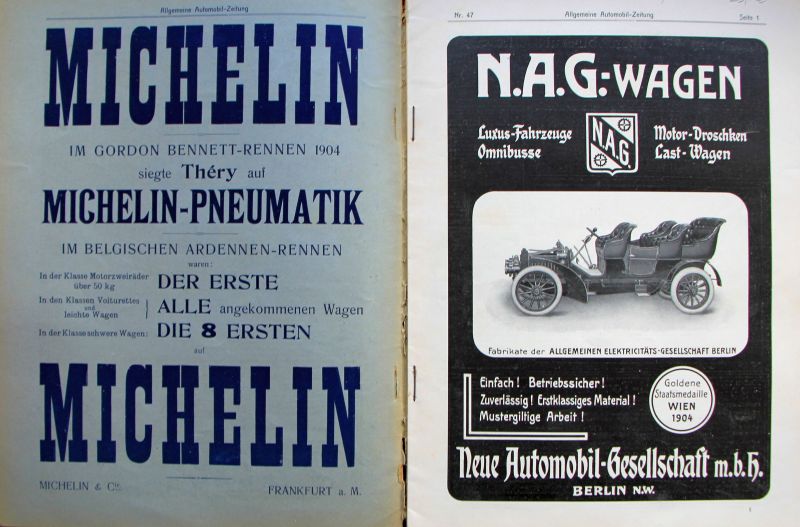 Allgemeine Automobil-Zeitung
MICHELIN
IM GORDON BENNETT-RENNEN 1904
siegte Théry auf
MICHELIN-PNEUMATIK
IM BELGISCHEN ARDENNEN-RENNEN
waren:
In der Klasse Motorzweiräder
über 50 kg
DER ERSTE
In den Klassen Voiturettes
und
leichte Wagen
ALLE angekommenen Wagen
In der Klasse schwere Wagen:
DIE 8 ERSTEN
auf
MICHELIN
MICHELIN & Cie.
FRANKFURT a. M.
Nr. 47
Allgemeine Automobil-Zeitung
Seite 1
N.A.G.-WAGEN
Luxus-Fahrzeuge
Omnibusse
N.A.G.
Motor-Droschken
Last-Wagen
Fabrikate der ALLGEMEINEN ELEKTRICITÄTS-GESELLSCHAFT BERLIN
Einfach! Betriebssicher!
Zuverlässig! Erstklassiges Material!
Mustergiltige Arbeit!
Goldene
Staatsmedaille
WIEN
1904
Neue Automobil-Gesellschaft m.b.H.
BERLIN N.W.
1